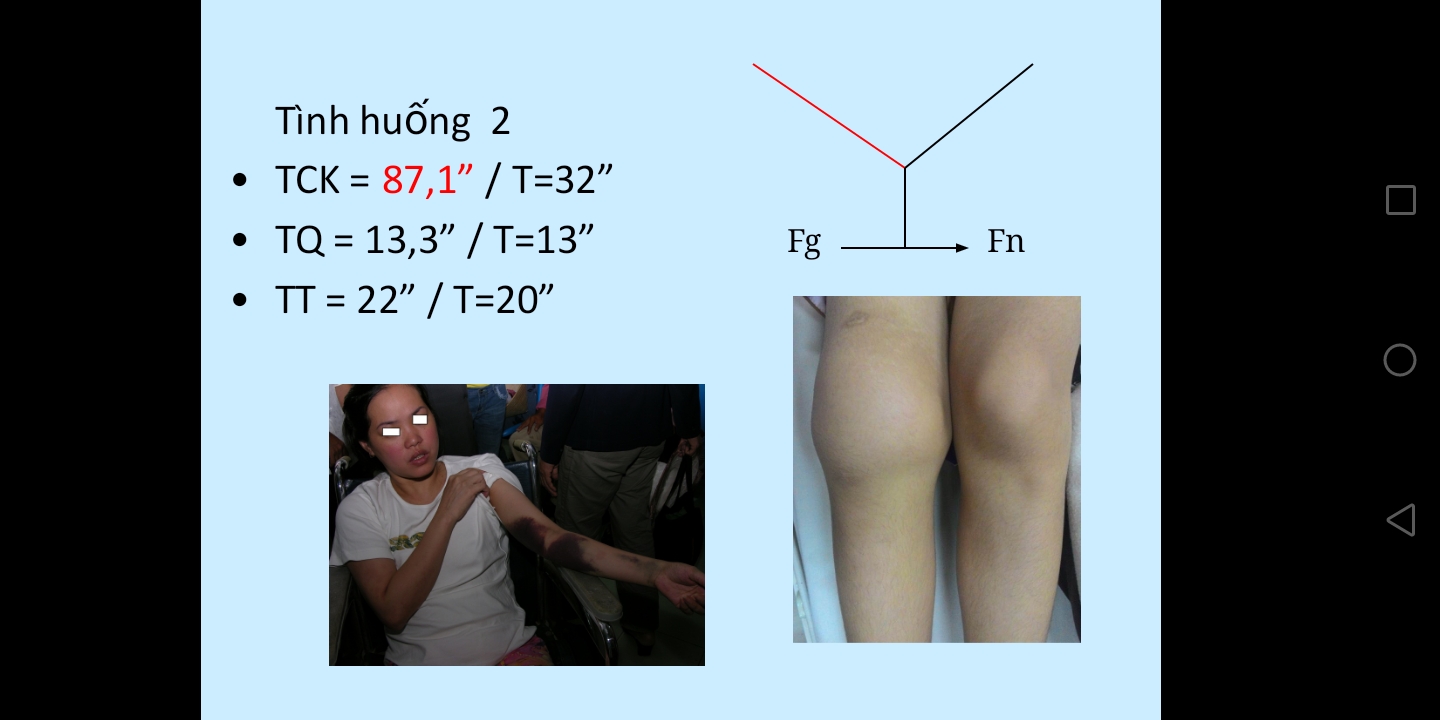 Tình huống 2
• TCK = 87,1” / T=32”
• TQ = 13,3” / T=13”
• TT = 22” / T=20”
Fg
Fn